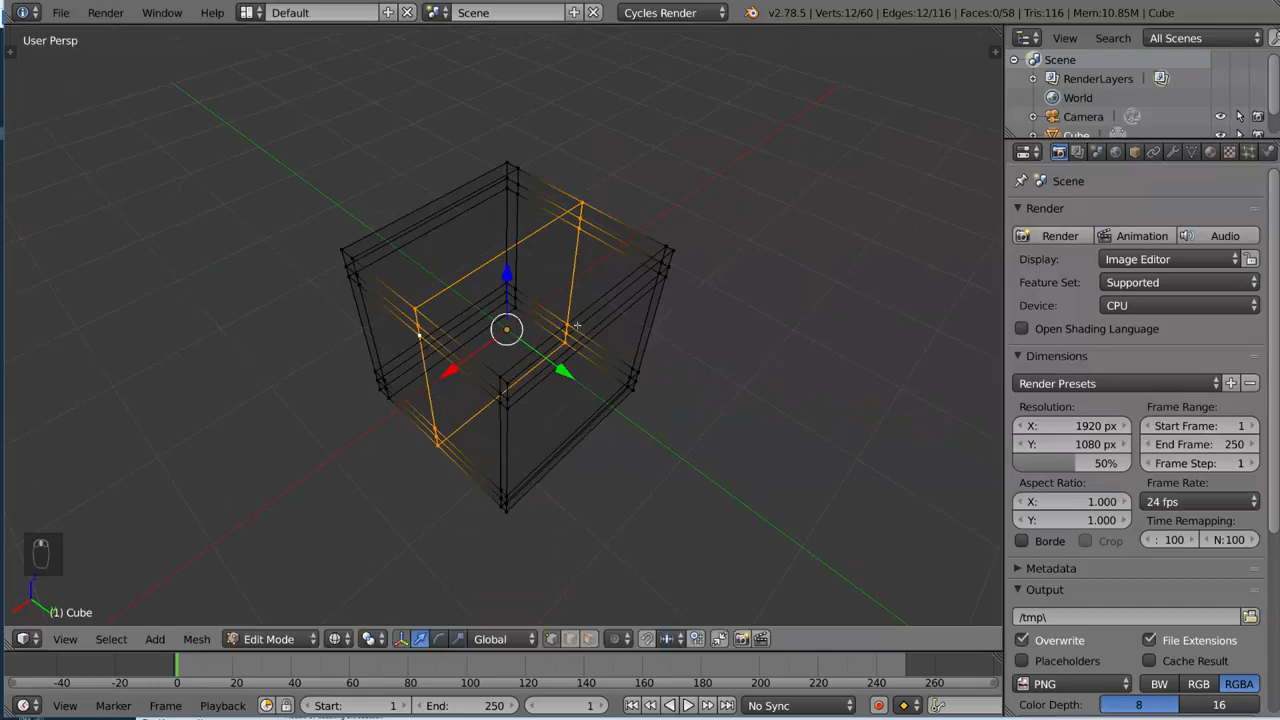 File Render Window Help Default Scene Cycles Render v2.78.5 | Verts:12/60 | Edges:12/116 | Faces:0/58 | Tris:116 | Mem:10.85M | Cube
User Persp
View Search All Scenes
Scene
RenderLayers
World
Camera
Cube
Scene
Render
Render Animation Audio
Display: Image Editor
Feature Set: Supported
Device: CPU
Open Shading Language
Dimensions
Render Presets
Resolution: Frame Range:
X: 1920 px Start Frame: 1
Y: 1080 px End Frame: 250
50% Frame Step: 1
Aspect Ratio: Frame Rate:
X: 1.000 24 fps
Y: 1.000 Time Remapping:
Borde Crop : 100 N:100
Metadata
Output
/tmp\
Overwrite File Extensions
Placeholders Cache Result
PNG BW RGB RGBA
Color Depth: 8 16
z
(1) Cube
View Select Add Mesh Edit Mode Global
-40 -20 0 20 40 60 80 100 120 140 160 180 200 220 240 260
View Marker Frame Playback Start: 1 End: 250 1 No Sync